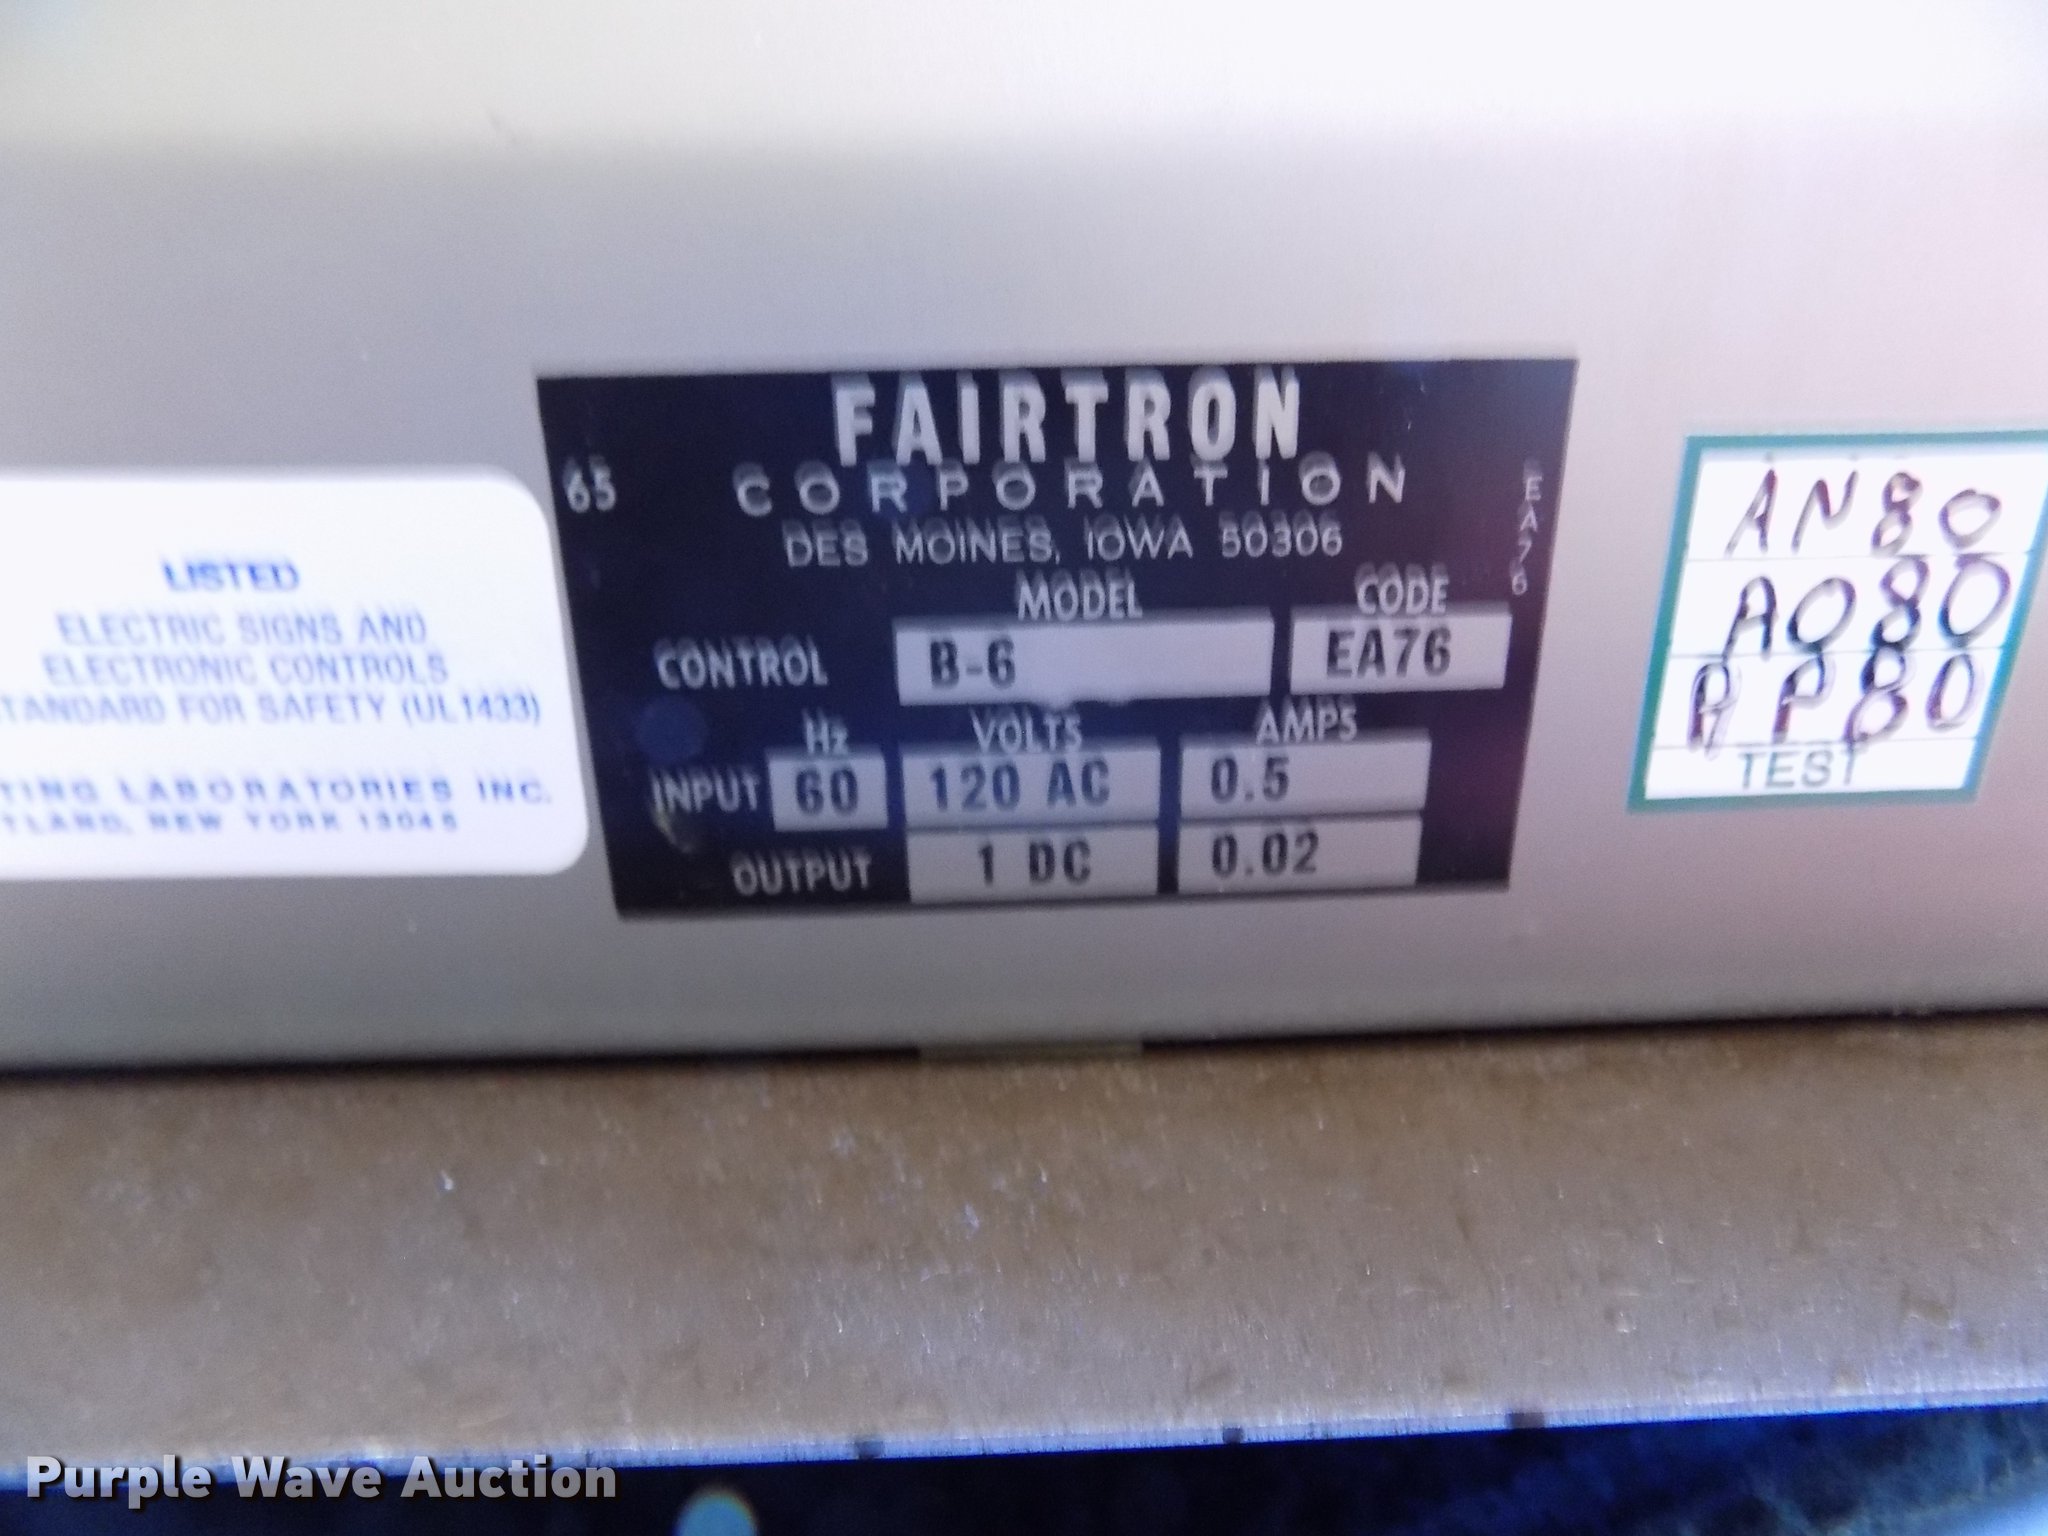 LISTED
ELECTRIC SIGNS AND
ELECTRONIC CONTROLS
STANDARD FOR SAFETY (UL1433)
LABORATORIES INC.
NEW YORK 13045
FAIRTRON
65
CORPORATION
DES MOINES, IOWA 50306
EA76
MODEL CODE
CONTROL B-6 EA76
Hz VOLTS AMPS
INPUT 60 120 AC 0.5
OUTPUT 1 DC 0.02
AN80
AO80
AP80
TEST
Purple Wave Auction